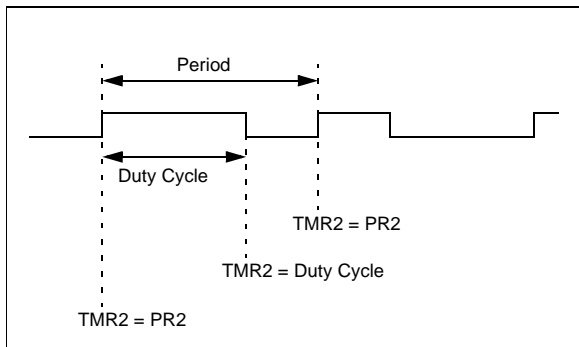 Period
Duty Cycle
TMR2 = PR2
TMR2 = Duty Cycle
TMR2 = PR2